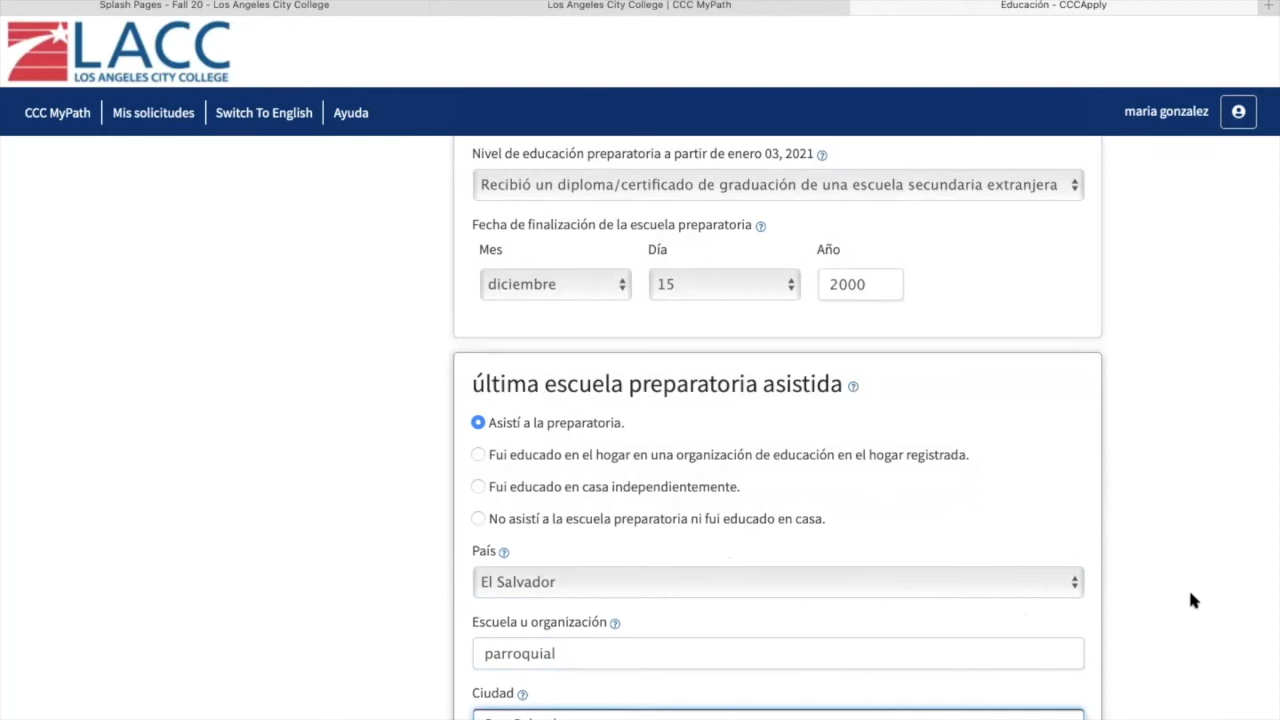 Splash Pages - Fall 20 - Los Angeles City College
Los Angeles City College | CCC MyPath
Educación - CCCApply
LACC
LOS ANGELES CITY COLLEGE
CCC MyPath
Mis solicitudes
Switch To English
Ayuda
maria gonzalez
Nivel de educación preparatoria a partir de enero 03, 2021
Recibió un diploma/certificado de graduación de una escuela secundaria extranjera
Fecha de finalización de la escuela preparatoria
Mes Día Año
diciembre 15 2000
última escuela preparatoria asistida
Asistí a la preparatoria.
Fui educado en el hogar en una organización de educación en el hogar registrada.
Fui educado en casa independientemente.
No asistí a la escuela preparatoria ni fui educado en casa.
País
El Salvador
Escuela u organización
parroquial
Ciudad